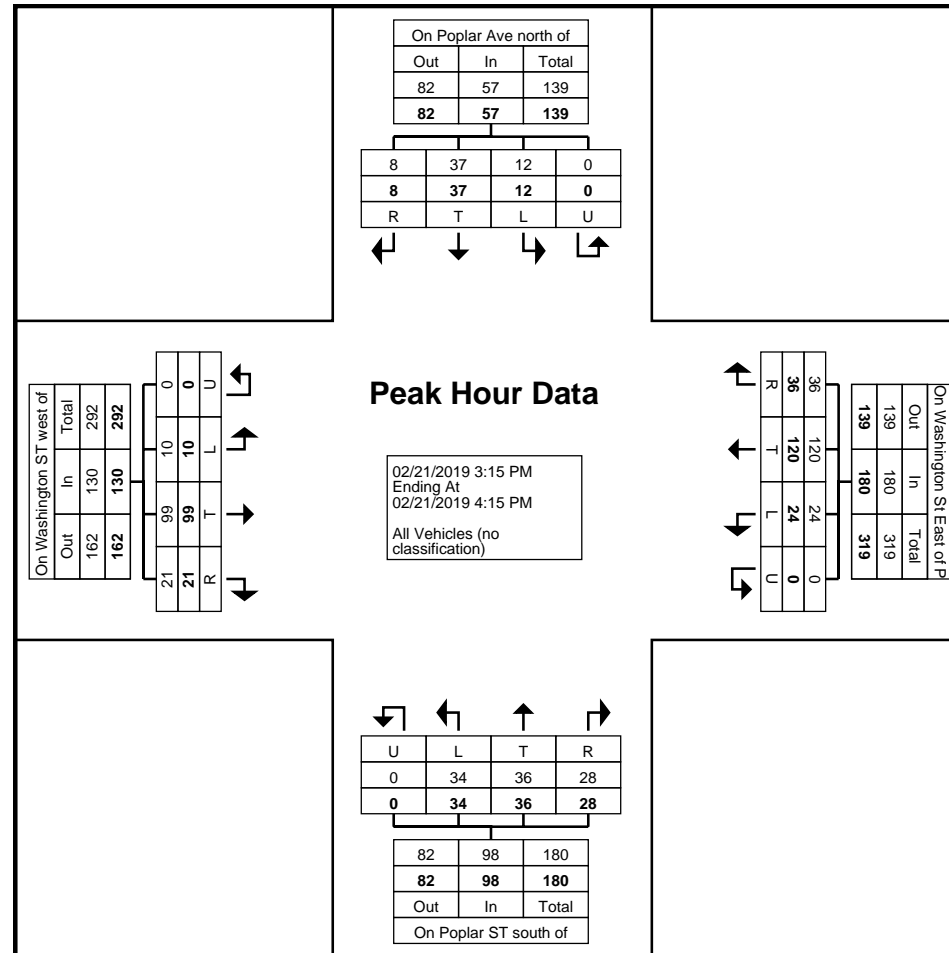 On Poplar Ave north of
Out In Total
82 57 139
82 57 139
8 37 12 0
8 37 12 0
R T L U
On Washington ST west of
Total In Out
292 130 162
292 130 162
0 10 99 21
0 10 99 21
U L T R
Peak Hour Data
02/21/2019 3:15 PM
Ending At
02/21/2019 4:15 PM
All Vehicles (no
classification)
R T L U
36 120 24 0
36 120 24 0
139 180 319
139 180 319
Out In Total
On Washington St East of P
U L T R
0 34 36 28
0 34 36 28
82 98 180
82 98 180
Out In Total
On Poplar ST south of